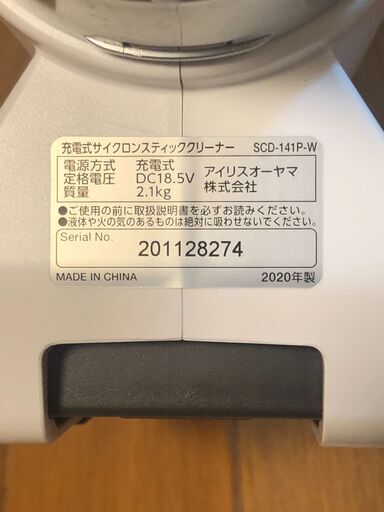 充電式サイクロンスティッククリーナー SCD-141P-W
電源方式 充電式
定格電圧 DC18.5V
質量 2.1kg
アイリスオーヤマ
株式会社
●ご使用の前に取扱説明書を必ずお読みください。
●液体や火の気のあるものは絶対に吸わせないでください。
Serial No.
201128274
MADE IN CHINA 2020年製